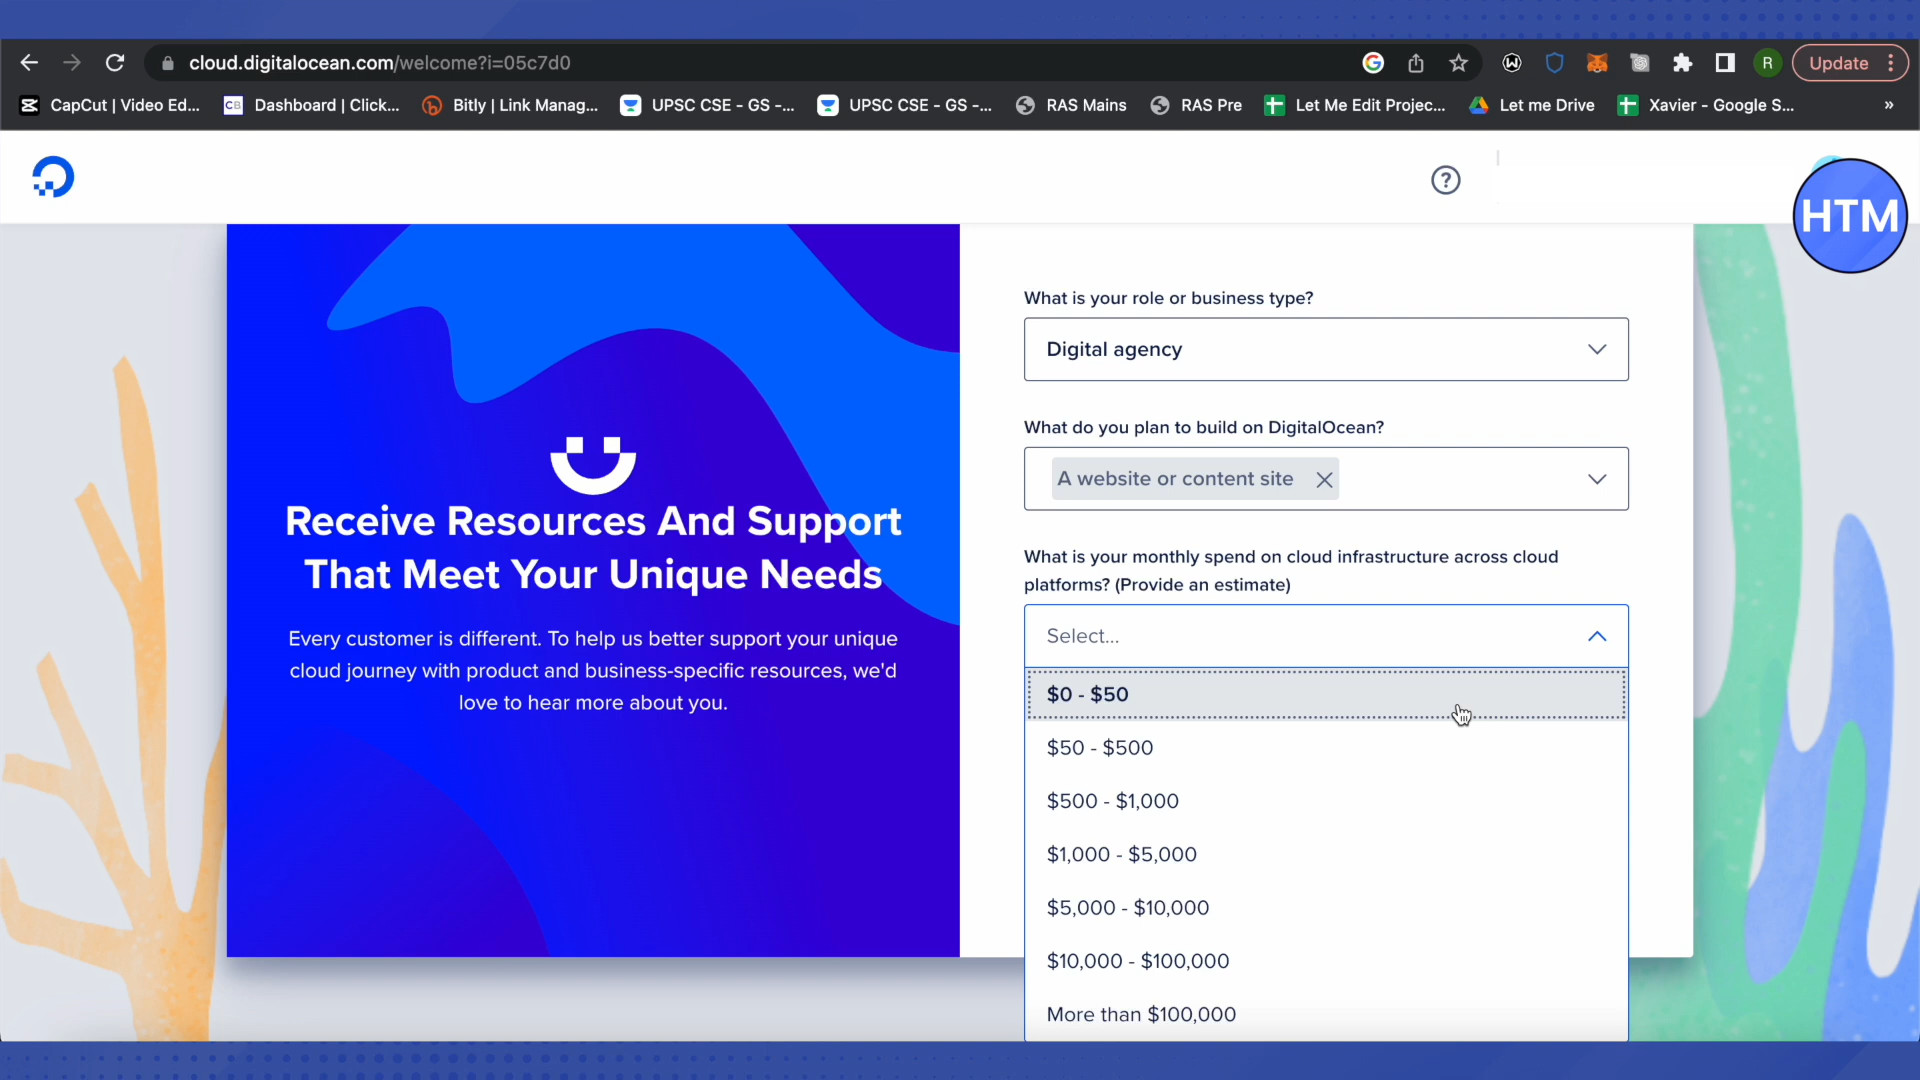 cloud.digitalocean.com/welcome?i=05c7d0
R
Update
CapCut | Video Ed...
CB
Dashboard | Click...
Bitly | Link Manag...
UPSC CSE - GS -...
UPSC CSE - GS -...
RAS Mains
RAS Pre
Let Me Edit Projec...
Let me Drive
Xavier - Google S...
»
?
HTM
Receive Resources And Support
That Meet Your Unique Needs
Every customer is different. To help us better support your unique
cloud journey with product and business-specific resources, we'd
love to hear more about you.
What is your role or business type?
Digital agency
What do you plan to build on DigitalOcean?
A website or content site
What is your monthly spend on cloud infrastructure across cloud
platforms? (Provide an estimate)
Select...
$0 - $50
$50 - $500
$500 - $1,000
$1,000 - $5,000
$5,000 - $10,000
$10,000 - $100,000
More than $100,000